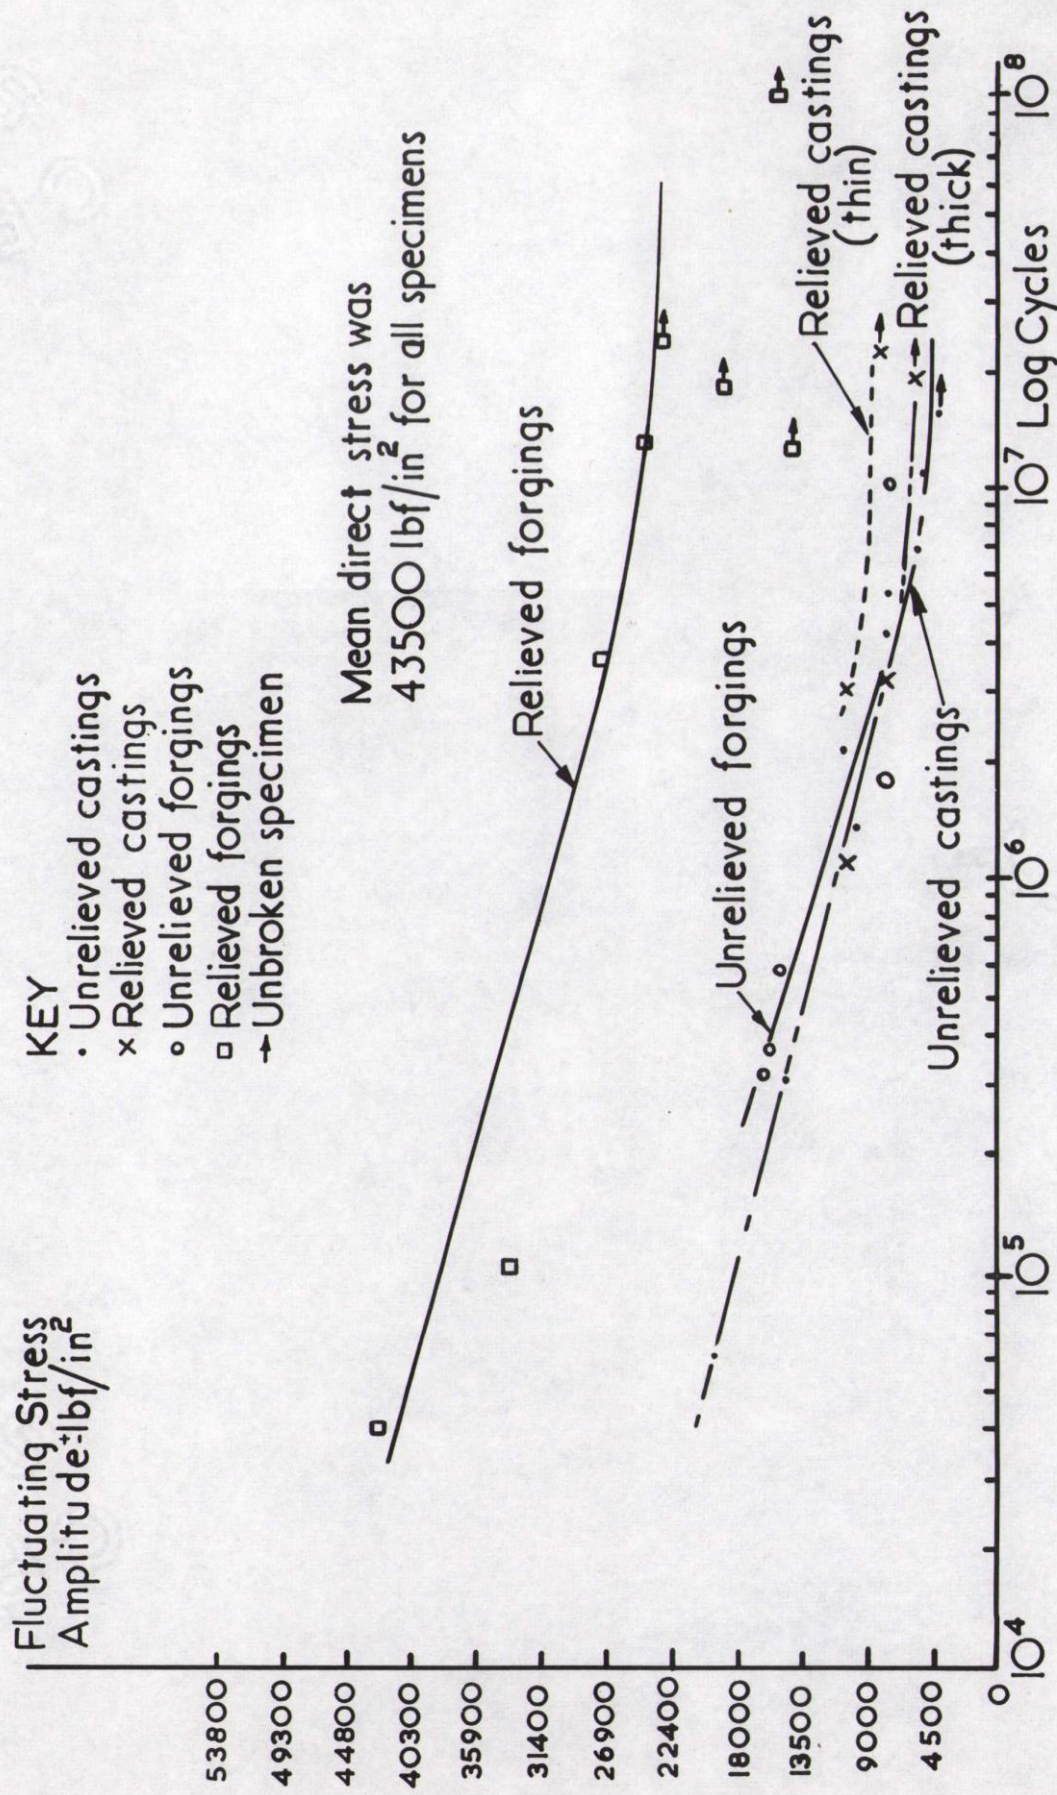 Fluctuating Stress
Amplitude±lbf/in²
KEY
· Unrelieved castings
× Relieved castings
○ Unrelieved forgings
□ Relieved forgings
→ Unbroken specimen
Mean direct stress was
43500 lbf/in² for all specimens
Relieved forgings
Unrelieved forgings
Relieved castings
(thin)
Relieved castings
(thick)
Unrelieved castings
53800
49300
44800
40300
35900
31400
26900
22400
18000
13500
9000
4500
0
10⁴
10⁵
10⁶
10⁷
Log Cycles
10⁸